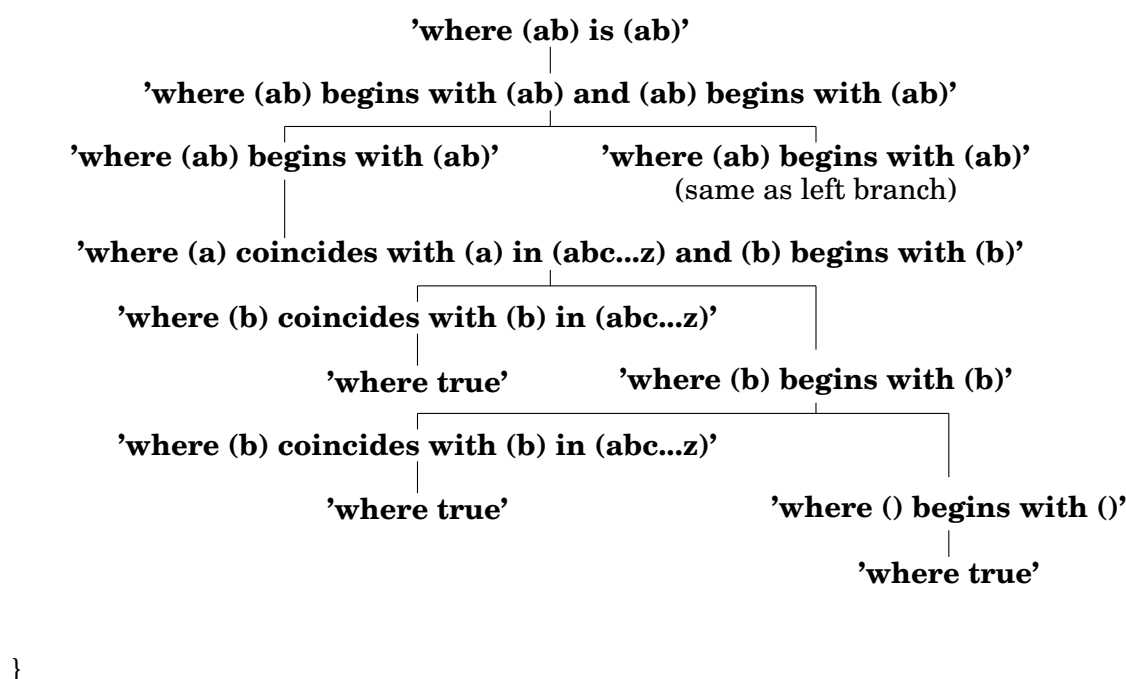 ’where (ab) is (ab)’
’where (ab) begins with (ab) and (ab) begins with (ab)’
’where (ab) begins with (ab)’ ’where (ab) begins with (ab)’
(same as left branch)
’where (a) coincides with (a) in (abc...z) and (b) begins with (b)’
’where (b) coincides with (b) in (abc...z)’
’where true’ ’where (b) begins with (b)’
’where (b) coincides with (b) in (abc...z)’
’where true’ ’where () begins with ()’
’where true’
}